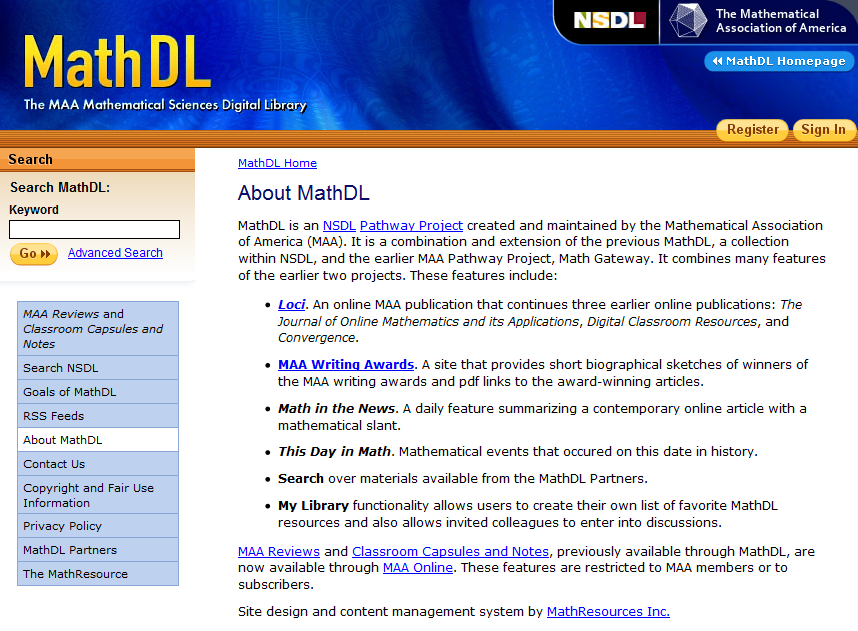 NSDL
The Mathematical
Association of America
MathDL
The MAA Mathematical Sciences Digital Library
MathDL Homepage
Register
Sign In
Search
Search MathDL:
Keyword
Go
Advanced Search
MAA Reviews and
Classroom Capsules and
Notes
Search NSDL
Goals of MathDL
RSS Feeds
About MathDL
Contact Us
Copyright and Fair Use
Information
Privacy Policy
MathDL Partners
The MathResource
MathDL Home
About MathDL
MathDL is an NSDL Pathway Project created and maintained by the Mathematical Association
of America (MAA). It is a combination and extension of the previous MathDL, a collection
within NSDL, and the earlier MAA Pathway Project, Math Gateway. It combines many features
of the earlier two projects. These features include:
• Loci. An online MAA publication that continues three earlier online publications: The
Journal of Online Mathematics and its Applications, Digital Classroom Resources, and
Convergence.
• MAA Writing Awards. A site that provides short biographical sketches of winners of
the MAA writing awards and pdf links to the award-winning articles.
• Math in the News. A daily feature summarizing a contemporary online article with a
mathematical slant.
• This Day in Math. Mathematical events that occured on this date in history.
• Search over materials available from the MathDL Partners.
• My Library functionality allows users to create their own list of favorite MathDL
resources and also allows invited colleagues to enter into discussions.
MAA Reviews and Classroom Capsules and Notes, previously available through MathDL, are
now available through MAA Online. These features are restricted to MAA members or to
subscribers.
Site design and content management system by MathResources Inc.